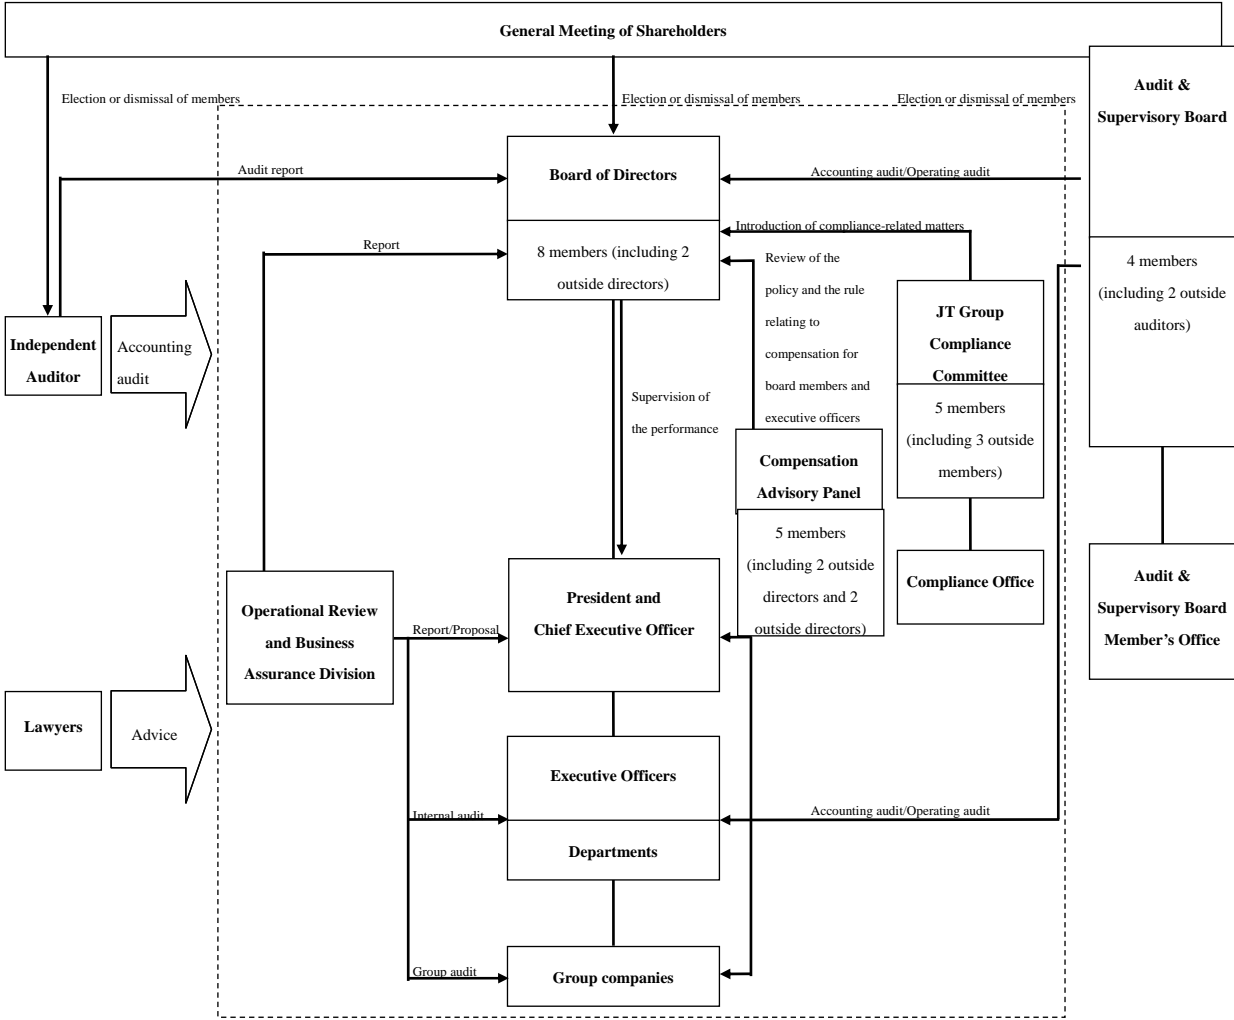 General Meeting of Shareholders
Election or dismissal of members
Election or dismissal of members
Election or dismissal of members
Audit &
Supervisory Board
Audit report
Board of Directors
Accounting audit/Operating audit
Introduction of compliance-related matters
Report
8 members (including 2
outside directors)
Review of the
policy and the rule
relating to
compensation for
board members and
executive officers
4 members
(including 2 outside
auditors)
JT Group
Compliance
Committee
Independent
Auditor
Accounting
audit
5 members
(including 3 outside
members)
Supervision of
the performance
Compensation
Advisory Panel
5 members
(including 2 outside
directors and 2
outside directors)
Compliance Office
Audit &
Supervisory Board
Member’s Office
Operational Review
and Business
Assurance Division
Report/Proposal
President and
Chief Executive Officer
Lawyers
Advice
Executive Officers
Internal audit
Accounting audit/Operating audit
Departments
Group audit
Group companies